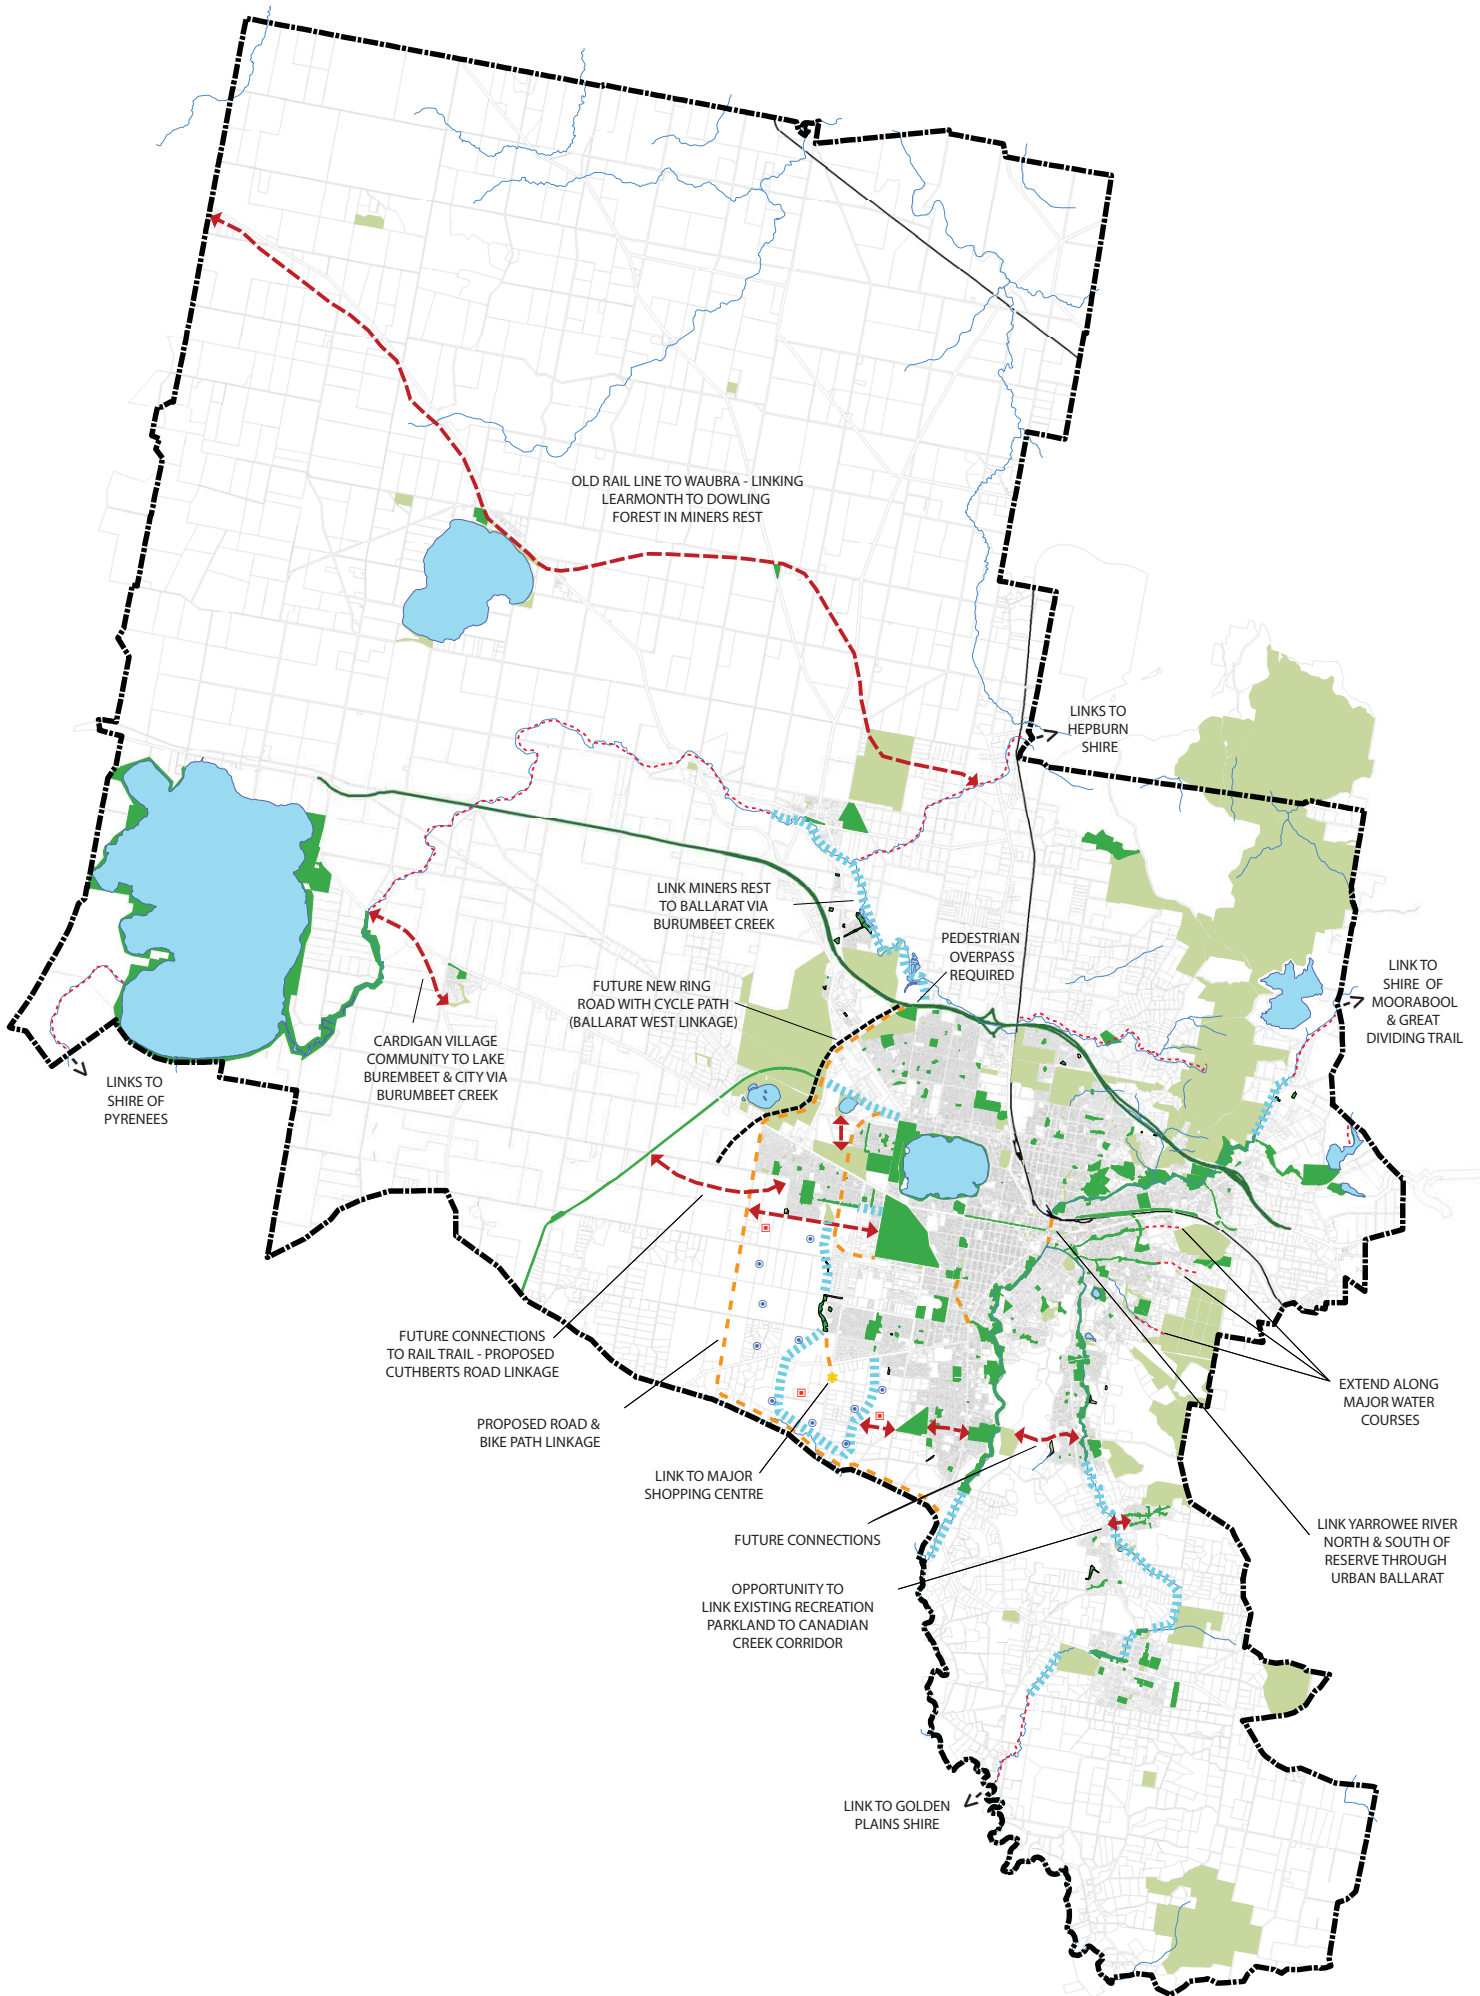 OLD RAIL LINE TO WAUBRA - LINKING
LEARMONTH TO DOWLING
FOREST IN MINERS REST
LINKS TO
HEPBURN
SHIRE
LINK MINERS REST
TO BALLARAT VIA
BURUMBEET CREEK
PEDESTRIAN
OVERPASS
REQUIRED
LINK TO
SHIRE OF
MOORABOOL
& GREAT
DIVIDING TRAIL
FUTURE NEW RING
ROAD WITH CYCLE PATH
(BALLARAT WEST LINKAGE)
CARDIGAN VILLAGE
COMMUNITY TO LAKE
BUREMBEET & CITY VIA
BURUMBEET CREEK
LINKS TO
SHIRE OF
PYRENEES
FUTURE CONNECTIONS
TO RAIL TRAIL - PROPOSED
CUTHBERTS ROAD LINKAGE
EXTEND ALONG
MAJOR WATER
COURSES
PROPOSED ROAD &
BIKE PATH LINKAGE
LINK TO MAJOR
SHOPPING CENTRE
FUTURE CONNECTIONS
LINK YARROWEE RIVER
NORTH & SOUTH OF
RESERVE THROUGH
URBAN BALLARAT
OPPORTUNITY TO
LINK EXISTING RECREATION
PARKLAND TO CANADIAN
CREEK CORRIDOR
LINK TO GOLDEN
PLAINS SHIRE